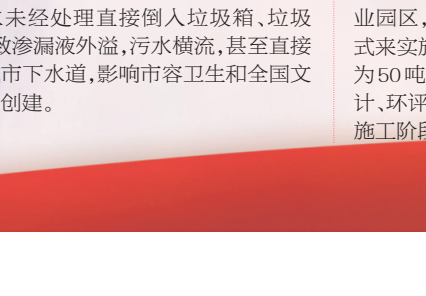 未经处理直接倒入垃圾箱、垃圾
致渗漏液外溢,污水横流,甚至直接
市下水道,影响市容卫生和全国文
创建。
业园区,
式来实施
为50吨
计、环评
施工阶段